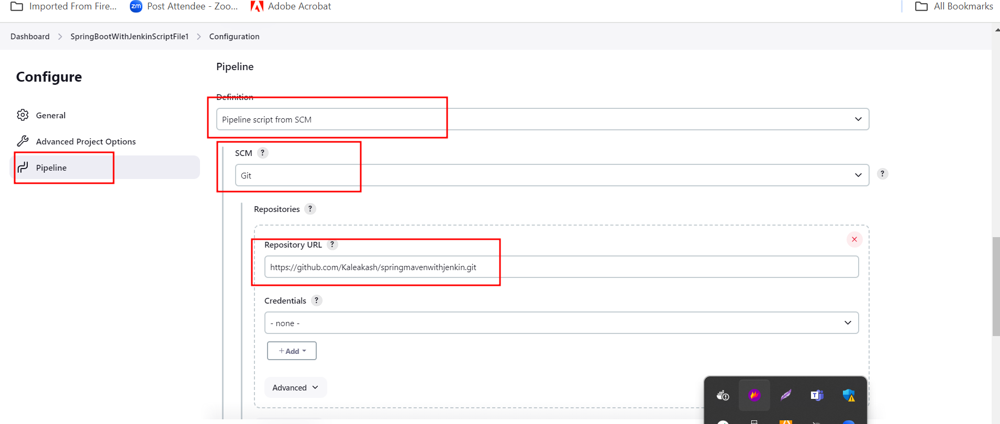 Imported From Fire...
zm Post Attendee - Zoo...
Adobe Acrobat
All Bookmarks
Dashboard > SpringBootWithJenkinScriptFile1 > Configuration
Configure
General
Advanced Project Options
Pipeline
Pipeline
Definition
Pipeline script from SCM
SCM ?
Git
?
Repositories ?
Repository URL ?
https://github.com/Kaleakash/springmavenwithjenkin.git
Credentials ?
- none -
+ Add
Advanced